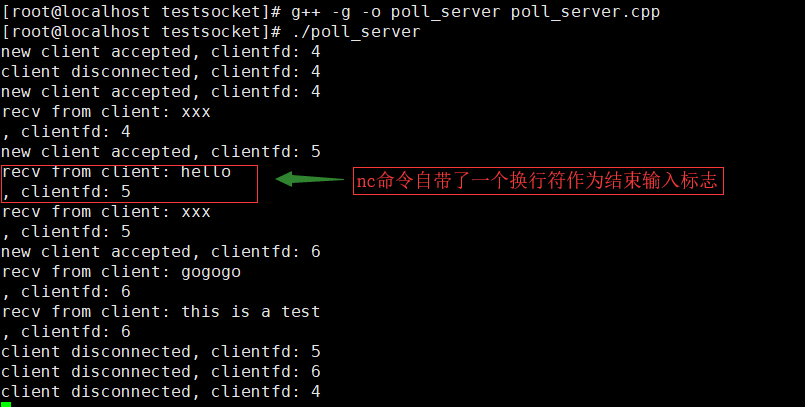 [root@localhost testsocket]# g++ -g -o poll_server poll_server.cpp
[root@localhost testsocket]# ./poll_server
new client accepted, clientfd: 4
client disconnected, clientfd: 4
new client accepted, clientfd: 4
recv from client: xxx
, clientfd: 4
new client accepted, clientfd: 5
recv from client: hello
, clientfd: 5
nc命令自带了一个换行符作为结束输入标志
recv from client: xxx
, clientfd: 5
new client accepted, clientfd: 6
recv from client: gogogo
, clientfd: 6
recv from client: this is a test
, clientfd: 6
client disconnected, clientfd: 5
client disconnected, clientfd: 6
client disconnected, clientfd: 4